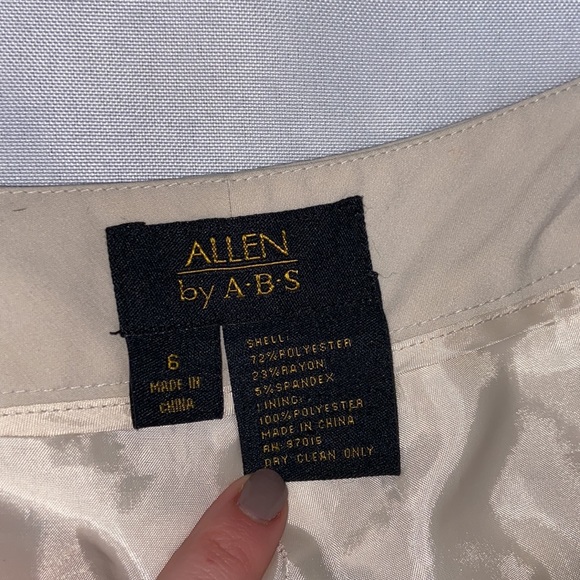 ALLEN
by A·B·S
6
MADE IN
CHINA
SHELL:
72%POLYESTER
23%RAYON
5%SPANDEX
LINING:
100%POLYESTER
MADE IN CHINA
RN: 97015
DRY CLEAN ONLY